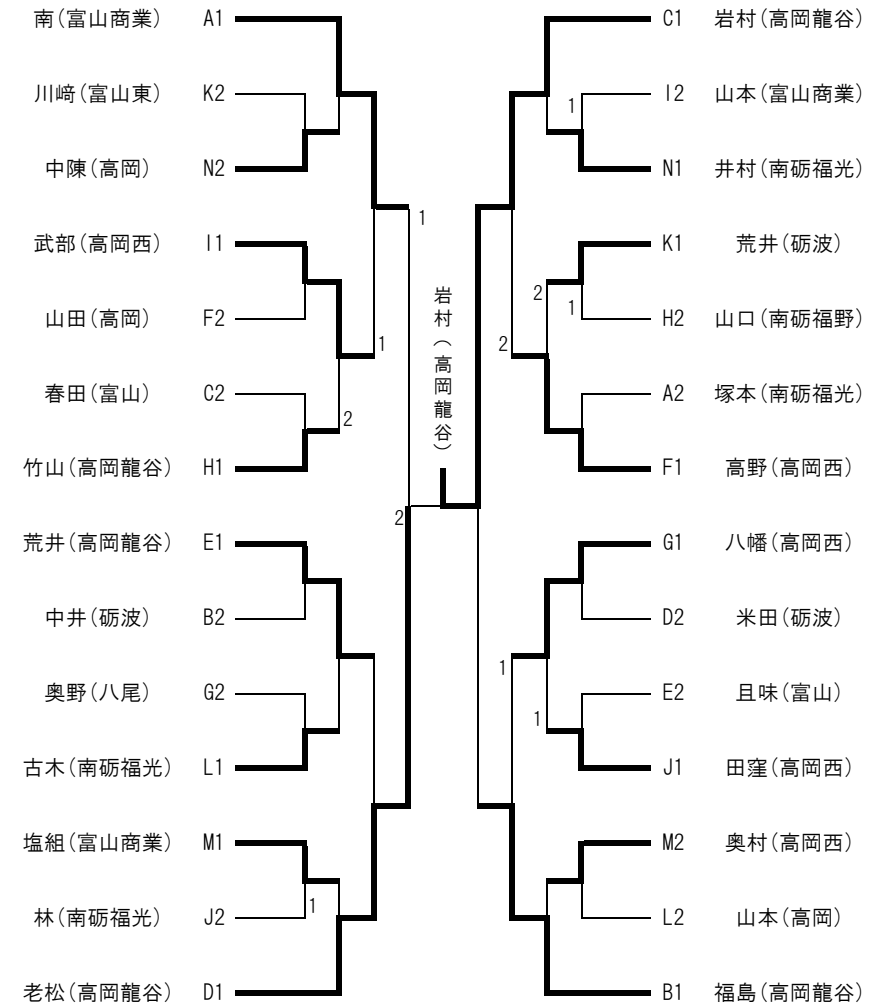 南(富山商業) A1
川﨑(富山東) K2
中陳(高岡) N2
武部(高岡西) I1
山田(高岡) F2
春田(富山) C2
竹山(高岡龍谷) H1
荒井(高岡龍谷) E1
中井(砺波) B2
奥野(八尾) G2
古木(南砺福光) L1
塩組(富山商業) M1
林(南砺福光) J2
老松(高岡龍谷) D1
1
1
2
2
1
岩村(高岡龍谷)
1
2
1
2
1
1
C1 岩村(高岡龍谷)
I2 山本(富山商業)
N1 井村(南砺福光)
K1 荒井(砺波)
H2 山口(南砺福野)
A2 塚本(南砺福光)
F1 高野(高岡西)
G1 八幡(高岡西)
D2 米田(砺波)
E2 且味(富山)
J1 田窪(高岡西)
M2 奥村(高岡西)
L2 山本(高岡)
B1 福島(高岡龍谷)